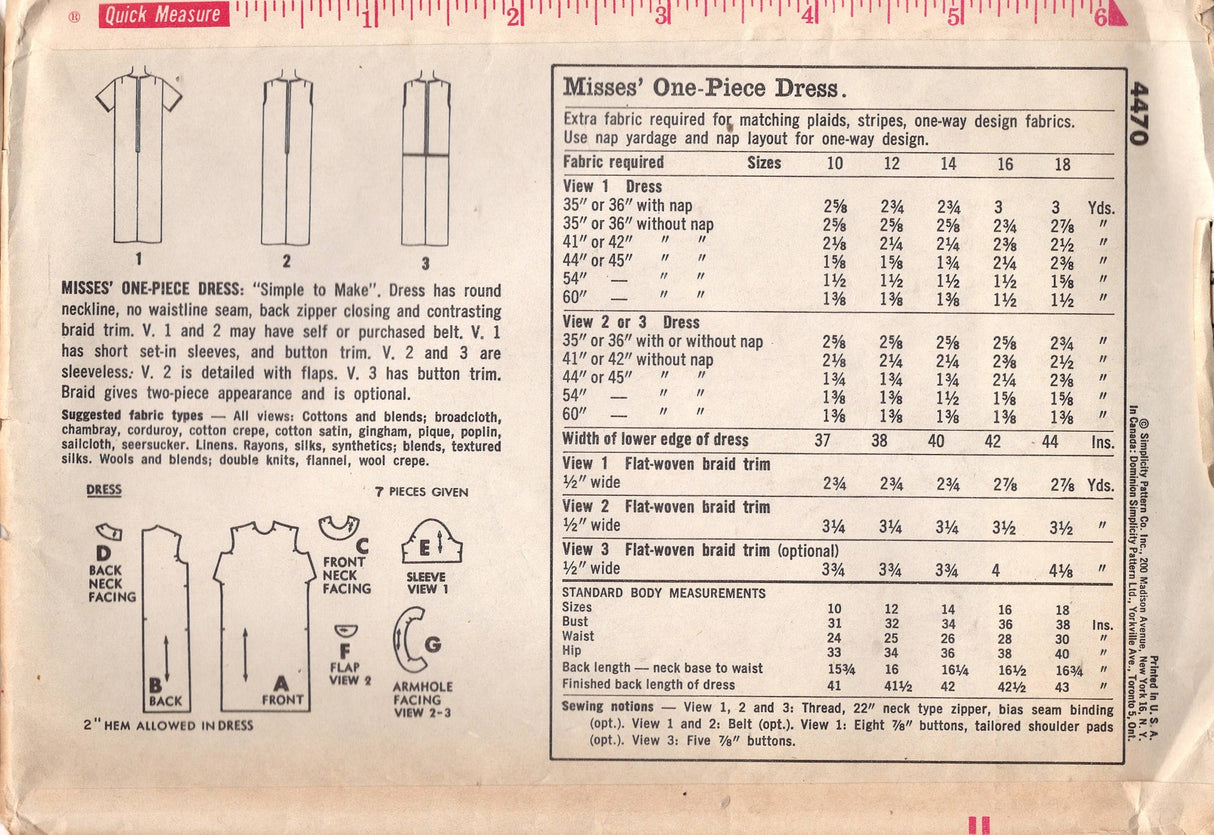 ® Quick Measure 1 2 3 4 5 6
1 2 3
MISSES' ONE-PIECE DRESS: "Simple to Make". Dress has round
neckline, no waistline seam, back zipper closing and contrasting
braid trim. V. 1 and 2 may have self or purchased belt. V. 1
has short set-in sleeves, and button trim. V. 2 and 3 are
sleeveless: V. 2 is detailed with flaps. V. 3 has button trim.
Braid gives two-piece appearance and is optional.
Suggested fabric types — All views: Cottons and blends; broadcloth,
chambray, corduroy, cotton crepe, cotton satin, gingham, pique, poplin,
sailcloth, seersucker. Linens. Rayons, silks, synthetics; blends, textured
silks. Wools and blends; double knits, flannel, wool crepe.
DRESS 7 PIECES GIVEN
D
BACK
NECK
FACING
B
BACK
A
FRONT
C
FRONT
NECK
FACING
F
FLAP
VIEW 2
E
SLEEVE
VIEW 1
G
ARMHOLE
FACING
VIEW 2-3
2" HEM ALLOWED IN DRESS
Misses' One-Piece Dress.
Extra fabric required for matching plaids, stripes, one-way design fabrics.
Use nap yardage and nap layout for one-way design.
Fabric required Sizes 10 12 14 16 18
View 1 Dress
35" or 36" with nap 2⅝ 2¾ 2¾ 3 3 Yds.
35" or 36" without nap 2⅝ 2⅝ 2⅝ 2¾ 2⅞ "
41" or 42" " " 2⅛ 2¼ 2¼ 2⅜ 2½ "
44" or 45" " " 1⅝ 1⅝ 1¾ 2¼ 2⅜ "
54" — " " 1½ 1½ 1½ 1½ 1⅝ "
60" — " " 1⅜ 1⅜ 1⅜ 1½ 1½ "
View 2 or 3 Dress
35" or 36" with or without nap 2⅝ 2⅝ 2⅝ 2⅝ 2¾ "
41" or 42" without nap 2⅛ 2¼ 2¼ 2⅜ 2½ "
44" or 45" " " 1¾ 1¾ 1¾ 2¼ 2⅜ "
54" — " " 1⅜ 1⅜ 1½ 1⅝ 1⅝ "
60" — " " 1⅜ 1⅜ 1⅜ 1⅜ 1⅜ "
Width of lower edge of dress 37 38 40 42 44 Ins.
View 1 Flat-woven braid trim
½" wide 2¾ 2¾ 2¾ 2⅞ 2⅞ Yds.
View 2 Flat-woven braid trim
½" wide 3¼ 3¼ 3¼ 3½ 3½ "
View 3 Flat-woven braid trim (optional)
½" wide 3¾ 3¾ 3¾ 4 4⅛ "
STANDARD BODY MEASUREMENTS
Sizes 10 12 14 16 18
Bust 31 32 34 36 38 Ins.
Waist 24 25 26 28 30 "
Hip 33 34 36 38 40 "
Back length — neck base to waist 15¾ 16 16¼ 16½ 16¾ "
Finished back length of dress 41 41½ 42 42½ 43 "
Sewing notions — View 1, 2 and 3: Thread, 22" neck type zipper, bias seam binding
(opt.). View 1 and 2: Belt (opt.). View 1: Eight ⅞" buttons, tailored shoulder pads
(opt.). View 3: Five ⅞" buttons.
4470
© Simplicity Pattern Co. Inc., 200 Madison Avenue, New York 16, N. Y.
In Canada: Dominion Simplicity Pattern Ltd., Yorkville Ave., Toronto 5, Ont.
Printed in U. S. A.